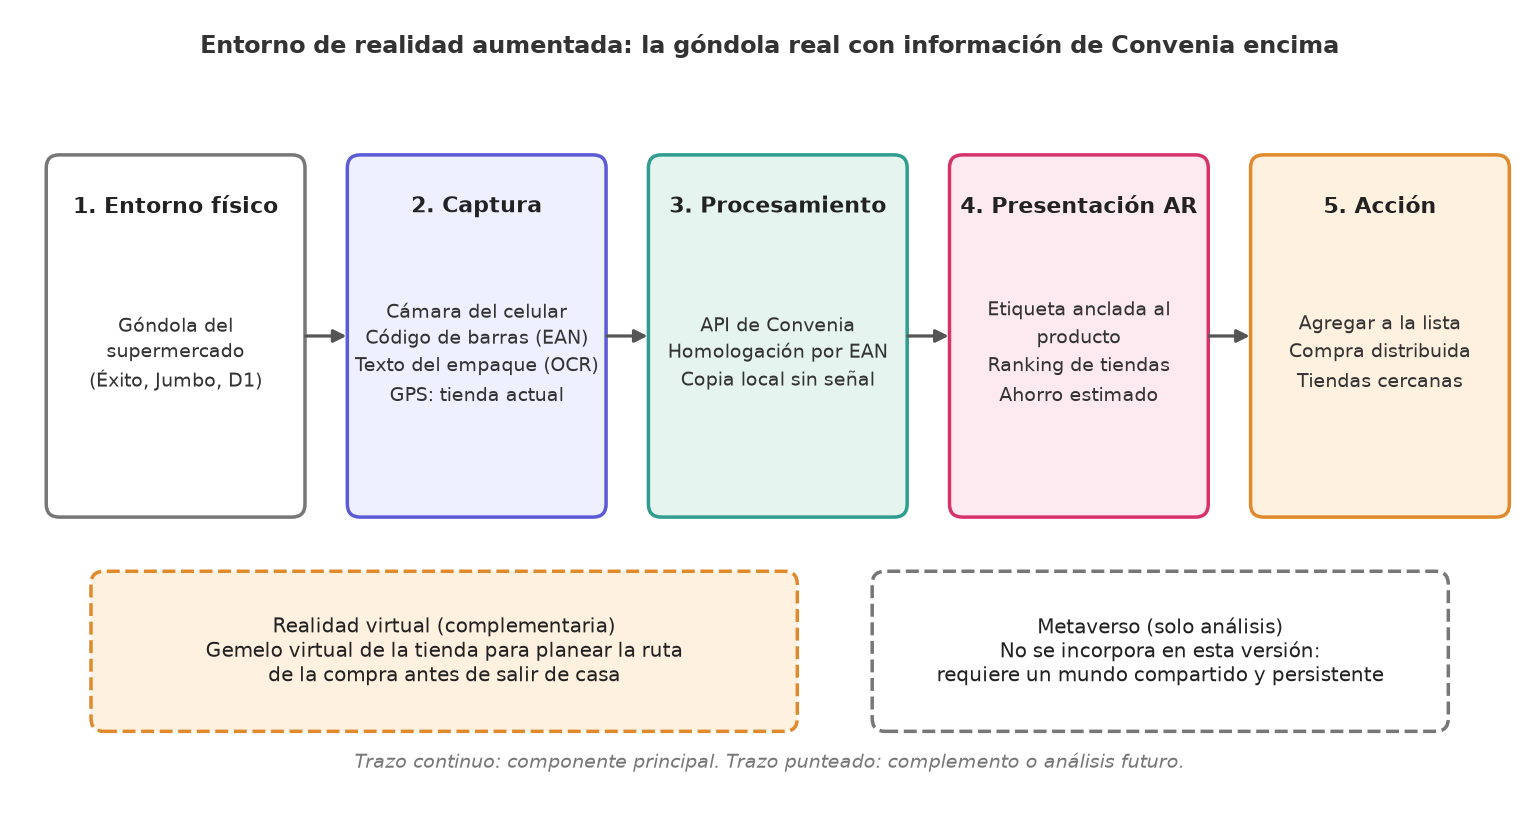 Entorno de realidad aumentada: la góndola real con información de Convenia encima
1. Entorno físico
Góndola del
supermercado
(Éxito, Jumbo, D1)
2. Captura
Cámara del celular
Código de barras (EAN)
Texto del empaque (OCR)
GPS: tienda actual
3. Procesamiento
API de Convenia
Homologación por EAN
Copia local sin señal
4. Presentación AR
Etiqueta anclada al
producto
Ranking de tiendas
Ahorro estimado
5. Acción
Agregar a la lista
Compra distribuida
Tiendas cercanas
Realidad virtual (complementaria)
Gemelo virtual de la tienda para planear la ruta
de la compra antes de salir de casa
Metaverso (solo análisis)
No se incorpora en esta versión:
requiere un mundo compartido y persistente
Trazo continuo: componente principal. Trazo punteado: complemento o análisis futuro.